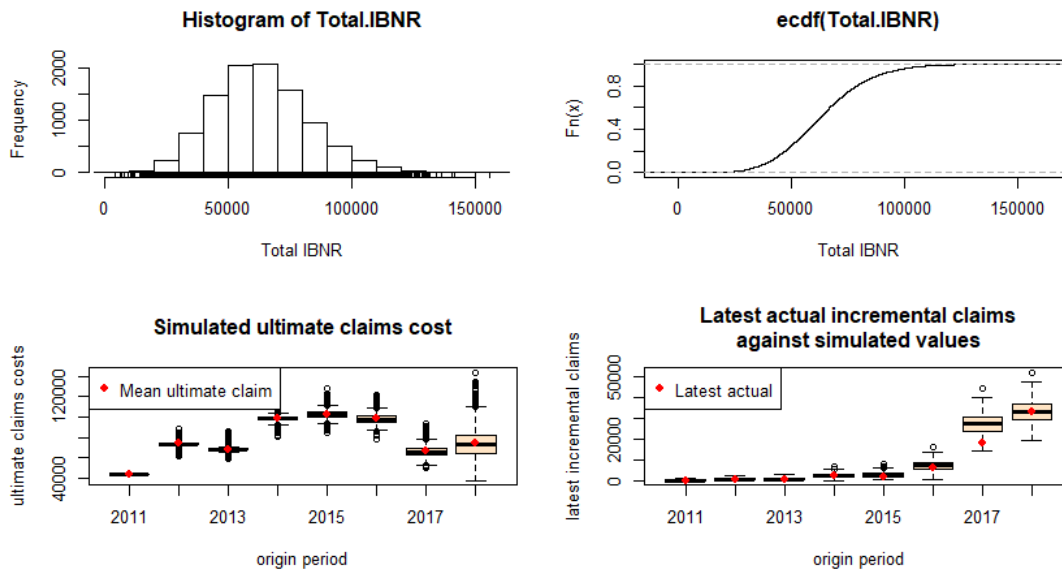 Histogram of Total.IBNR
Frequency
2000
1000
0
0 50000 100000 150000
Total IBNR
ecdf(Total.IBNR)
Fn(x)
0.8
0.4
0.0
0 50000 100000 150000
Total IBNR
Simulated ultimate claims cost
ultimate claims costs
120000
40000
Mean ultimate claim
2011 2013 2015 2017
origin period
Latest actual incremental claims
against simulated values
latest incremental claims
50000
20000
0
Latest actual
2011 2013 2015 2017
origin period